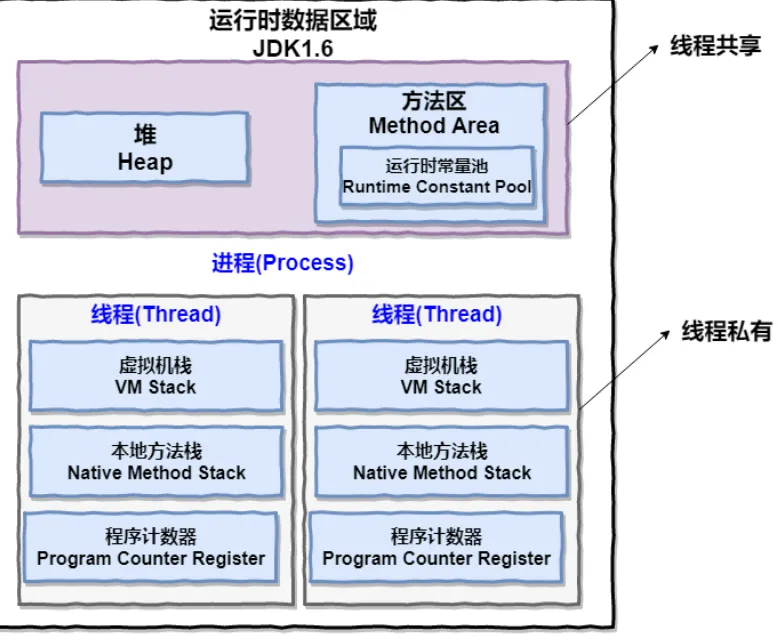 运行时数据区域
JDK1.6
线程共享
堆
Heap
方法区
Method Area
运行时常量池
Runtime Constant Pool
进程(Process)
线程(Thread)
虚拟机栈
VM Stack
本地方法栈
Native Method Stack
程序计数器
Program Counter Register
线程(Thread)
虚拟机栈
VM Stack
本地方法栈
Native Method Stack
程序计数器
Program Counter Register
线程私有